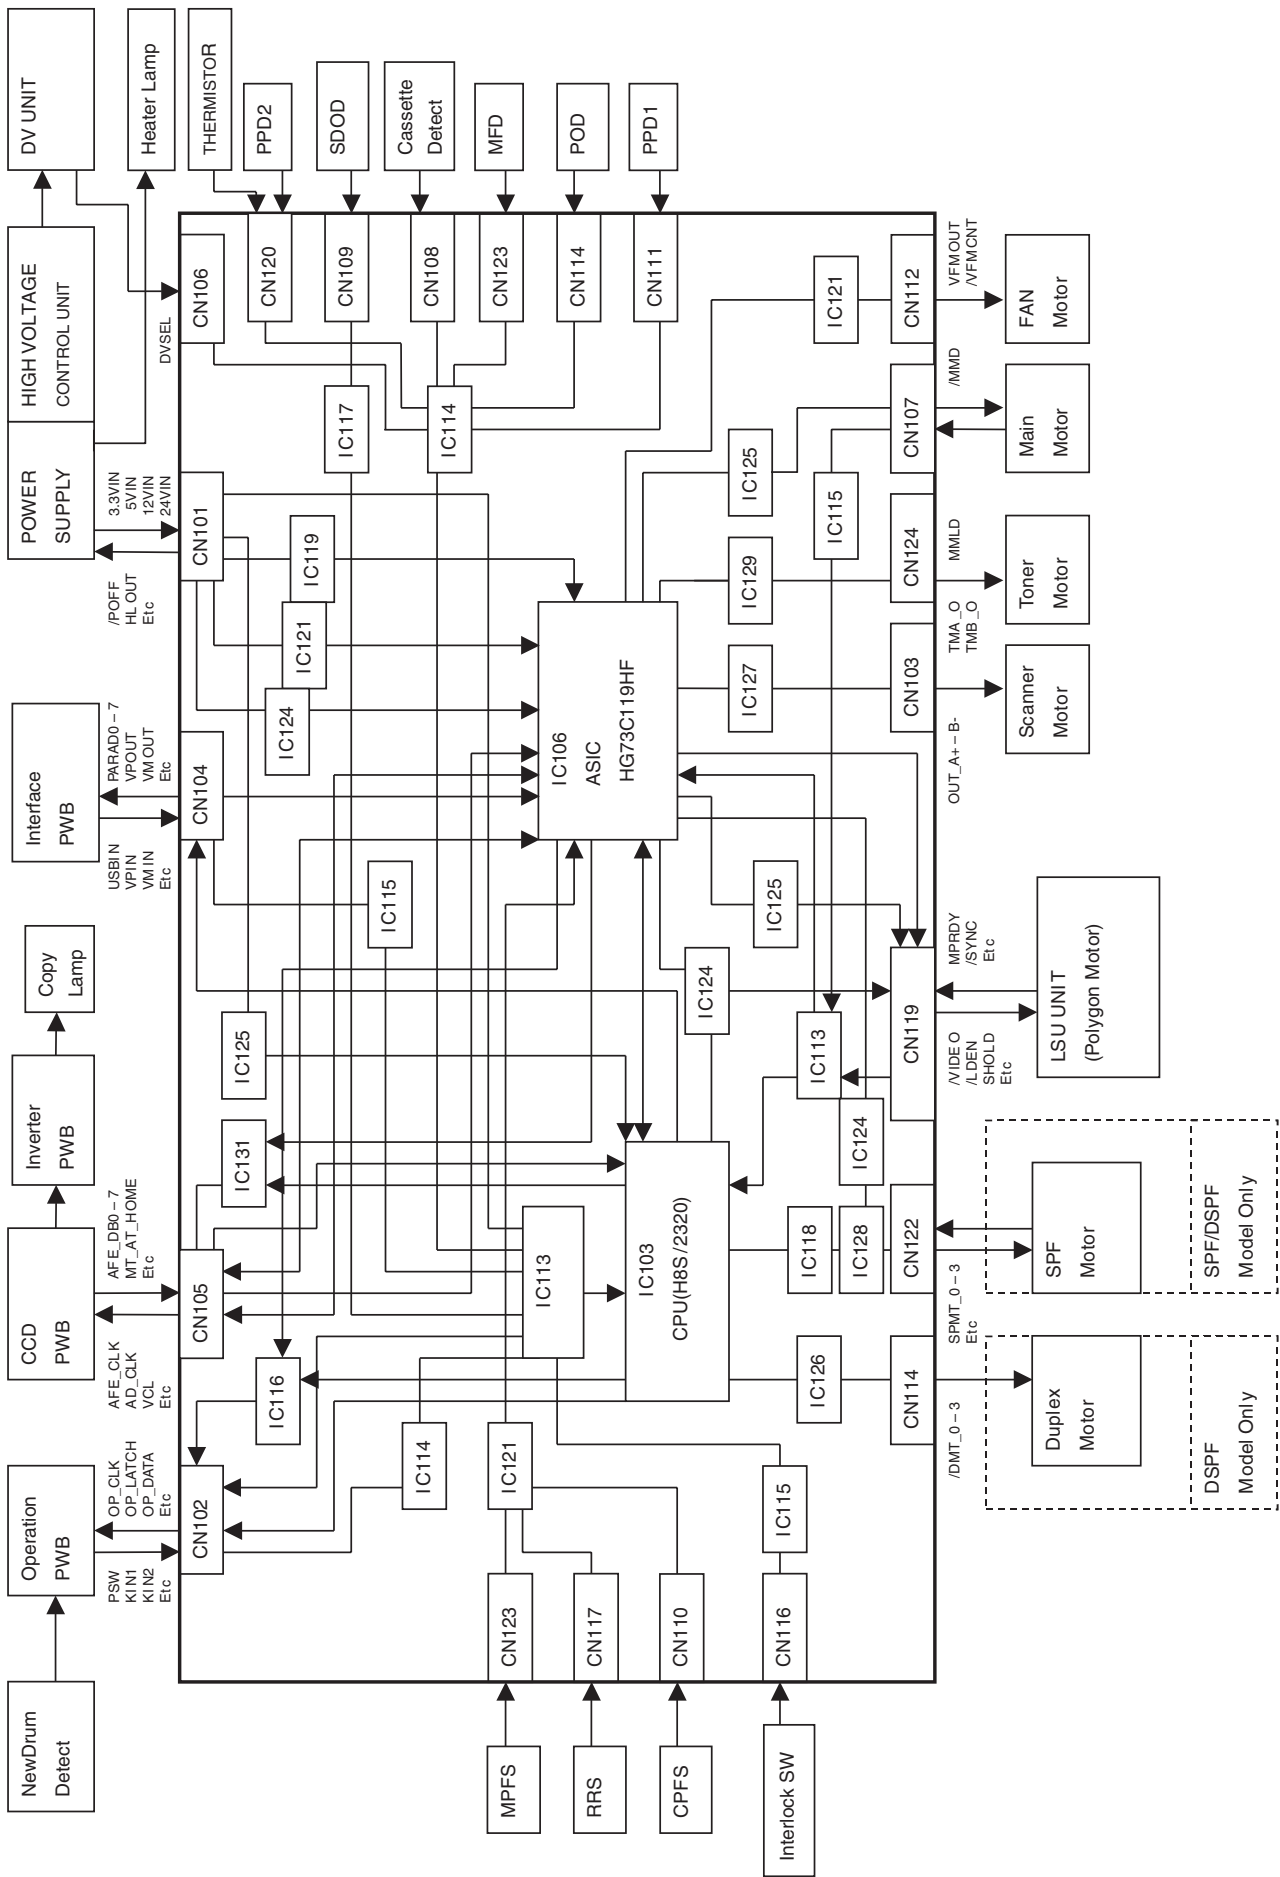 NewDrum
Detect
Operation
PWB
CCD
PWB
Inverter
PWB
Copy
Lamp
Interface
PWB
POWER
SUPPLY
HIGH VOLTAGE
CONTROL UNIT
DV UNIT
Heater Lamp
THERMISTOR
PPD2
SDOD
Cassette
Detect
MFD
POD
PPD1
PSW
KIN1
KIN2
Etc
OP_CLK
OP_LATCH
OP_DATA
Etc
AFE_CLK
AD_CLK
VCL
Etc
AFE_DB0–7
MT_AT_HOME
Etc
USBIN
VPIN
VMIN
Etc
PARAD0–7
VPOUT
VMOUT
Etc
/POFF
HLOUT
Etc
3.3VIN
5VIN
12VIN
24VIN
DVSEL
CN102
CN105
CN104
CN101
CN106
CN120
CN109
CN108
CN123
CN114
CN111
IC116
IC131
IC125
IC115
IC124
IC121
IC119
IC117
IC114
IC114
IC121
IC113
IC103
CPU(H8S/2320)
IC106
ASIC
HG73C119HF
IC124
IC125
IC113
IC127
IC129
IC125
IC115
IC121
IC115
IC126
IC118
IC128
IC124
MPFS
RRS
CPFS
Interlock SW
CN123
CN117
CN110
CN116
CN114
CN122
CN119
CN103
CN124
CN107
CN112
/DMT_0–3
SPMT_0–3
Etc
/VIDEO
/LDEN
SHOLD
Etc
MPRDY
/SYNC
Etc
OUT_A+–B-
TMA_O
TMB_O
MMLD
/MMD
VFMOUT
/VFMCNT
Duplex
Motor
DSPF
Model Only
SPF
Motor
SPF/DSPF
Model Only
LSU UNIT
(Polygon Motor)
Scanner
Motor
Toner
Motor
Main
Motor
FAN
Motor